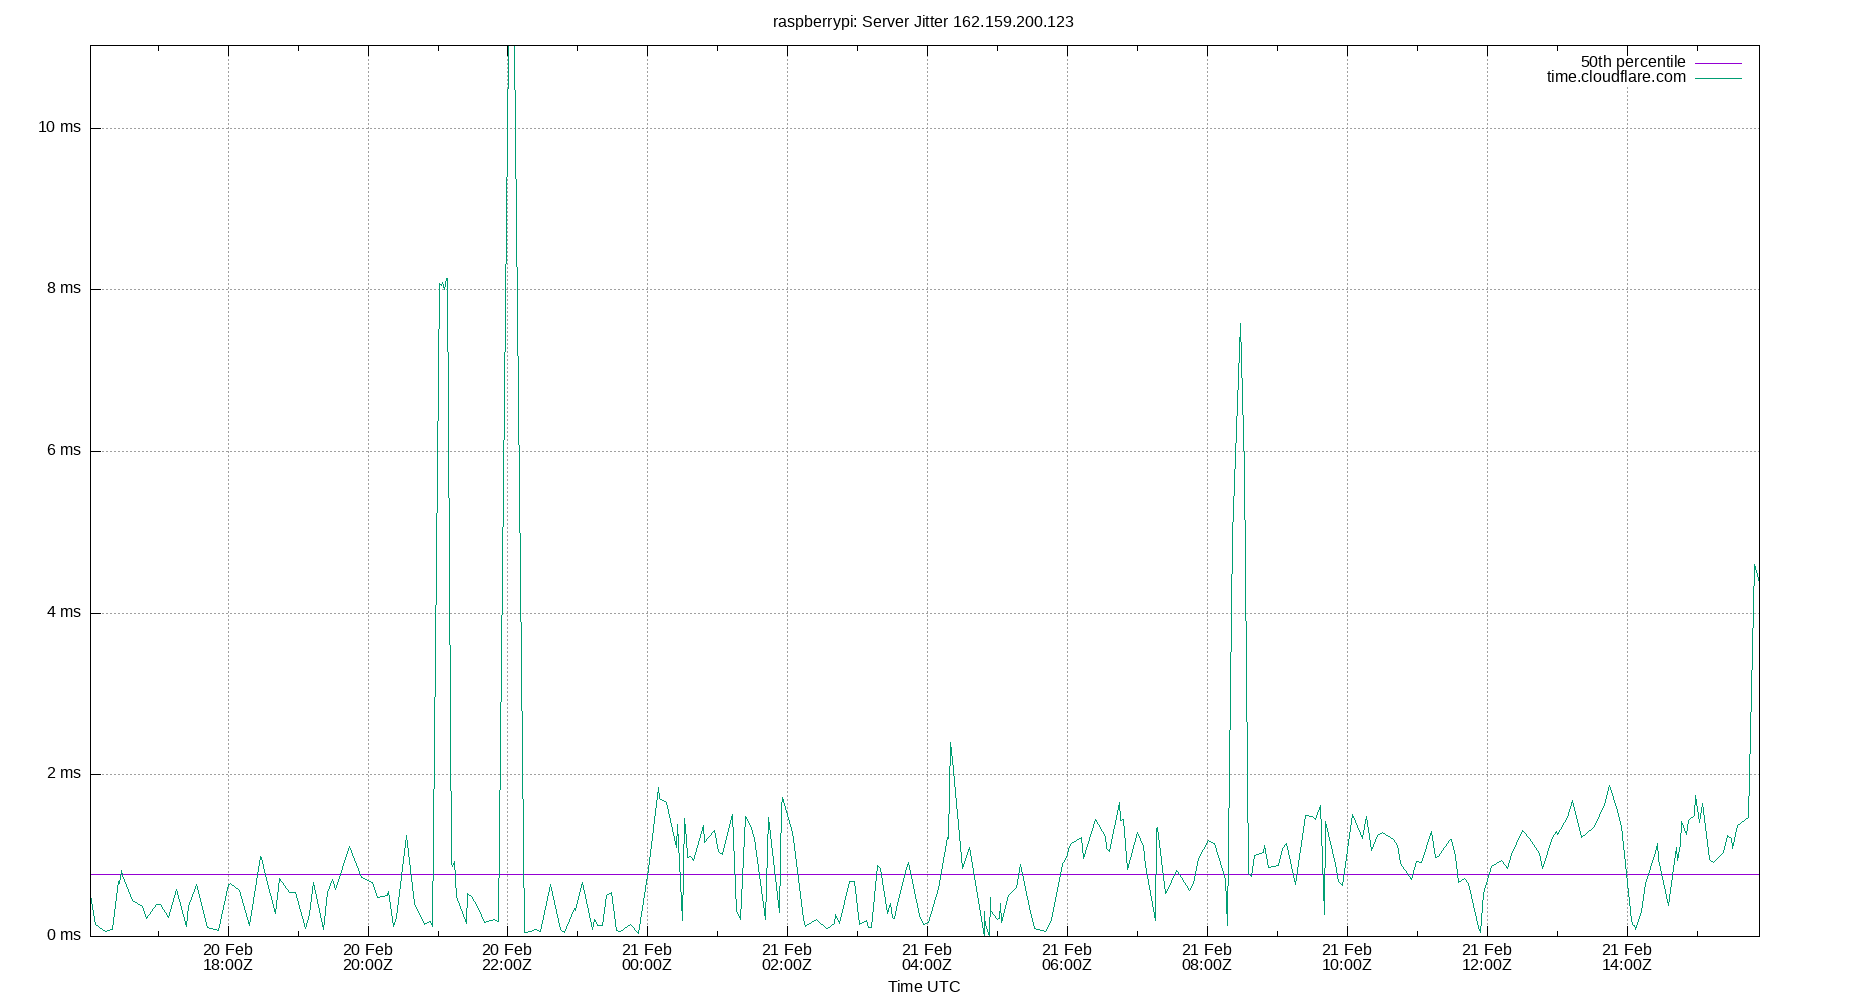 raspberrypi: Server Jitter 162.159.200.123
50th percentile
time.cloudflare.com
10 ms
8 ms
6 ms
4 ms
2 ms
0 ms
20 Feb 20 Feb 20 Feb 21 Feb 21 Feb 21 Feb 21 Feb 21 Feb 21 Feb 21 Feb 21 Feb
18:00Z 20:00Z 22:00Z 00:00Z 02:00Z 04:00Z 06:00Z 08:00Z 10:00Z 12:00Z 14:00Z
Time UTC